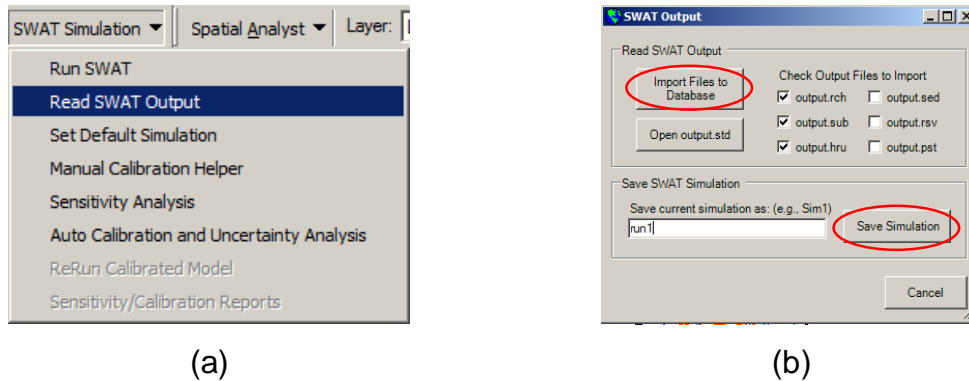 SWAT Simulation Spatial Analyst Layer:
Run SWAT
Read SWAT Output
Set Default Simulation
Manual Calibration Helper
Sensitivity Analysis
Auto Calibration and Uncertainty Analysis
ReRun Calibrated Model
Sensitivity/Calibration Reports
(a)
SWAT Output
Read SWAT Output
Import Files to
Database
Open output.std
Check Output Files to Import
output.rch output.sed
output.sub output.rsv
output.hru output.pst
Save SWAT Simulation
Save current simulation as: (e.g., Sim1)
run1
Save Simulation
Cancel
(b)